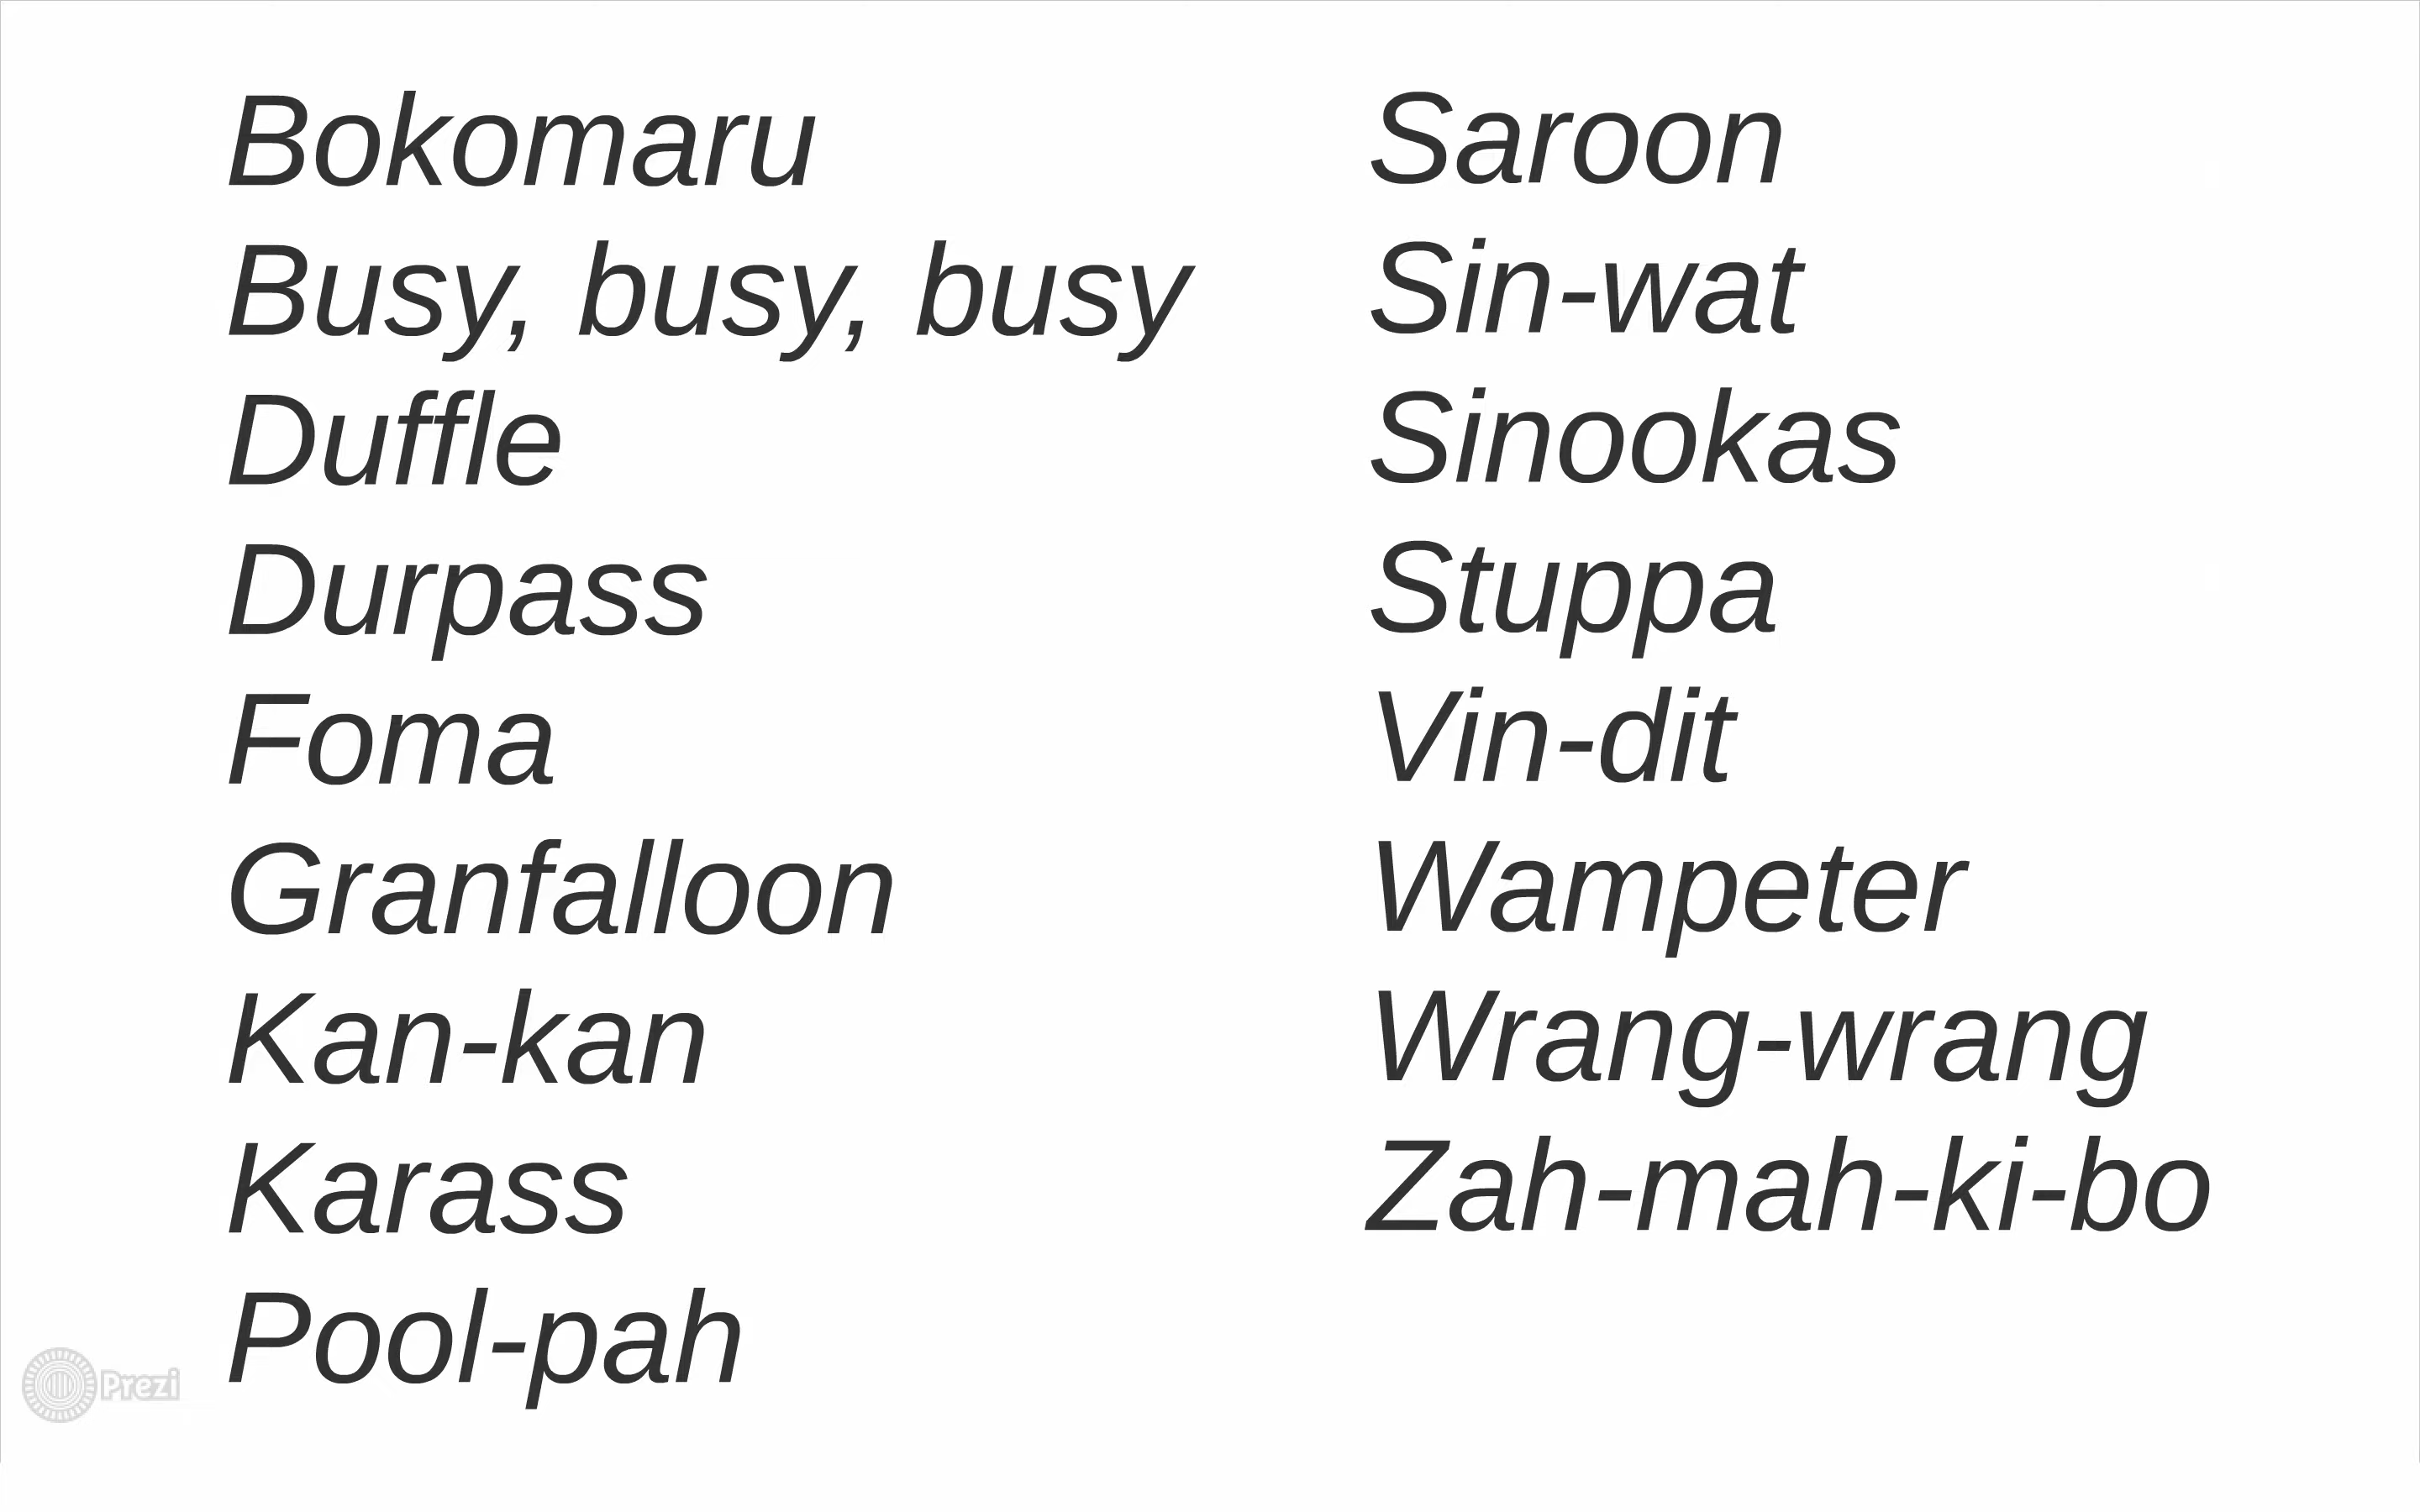 Bokomaru
Busy, busy, busy
Duffle
Durpass
Foma
Granfalloon
Kan-kan
Karass
Pool-pah
Saroon
Sin-wat
Sinookas
Stuppa
Vin-dit
Wampeter
Wrang-wrang
Zah-mah-ki-bo
Prezi